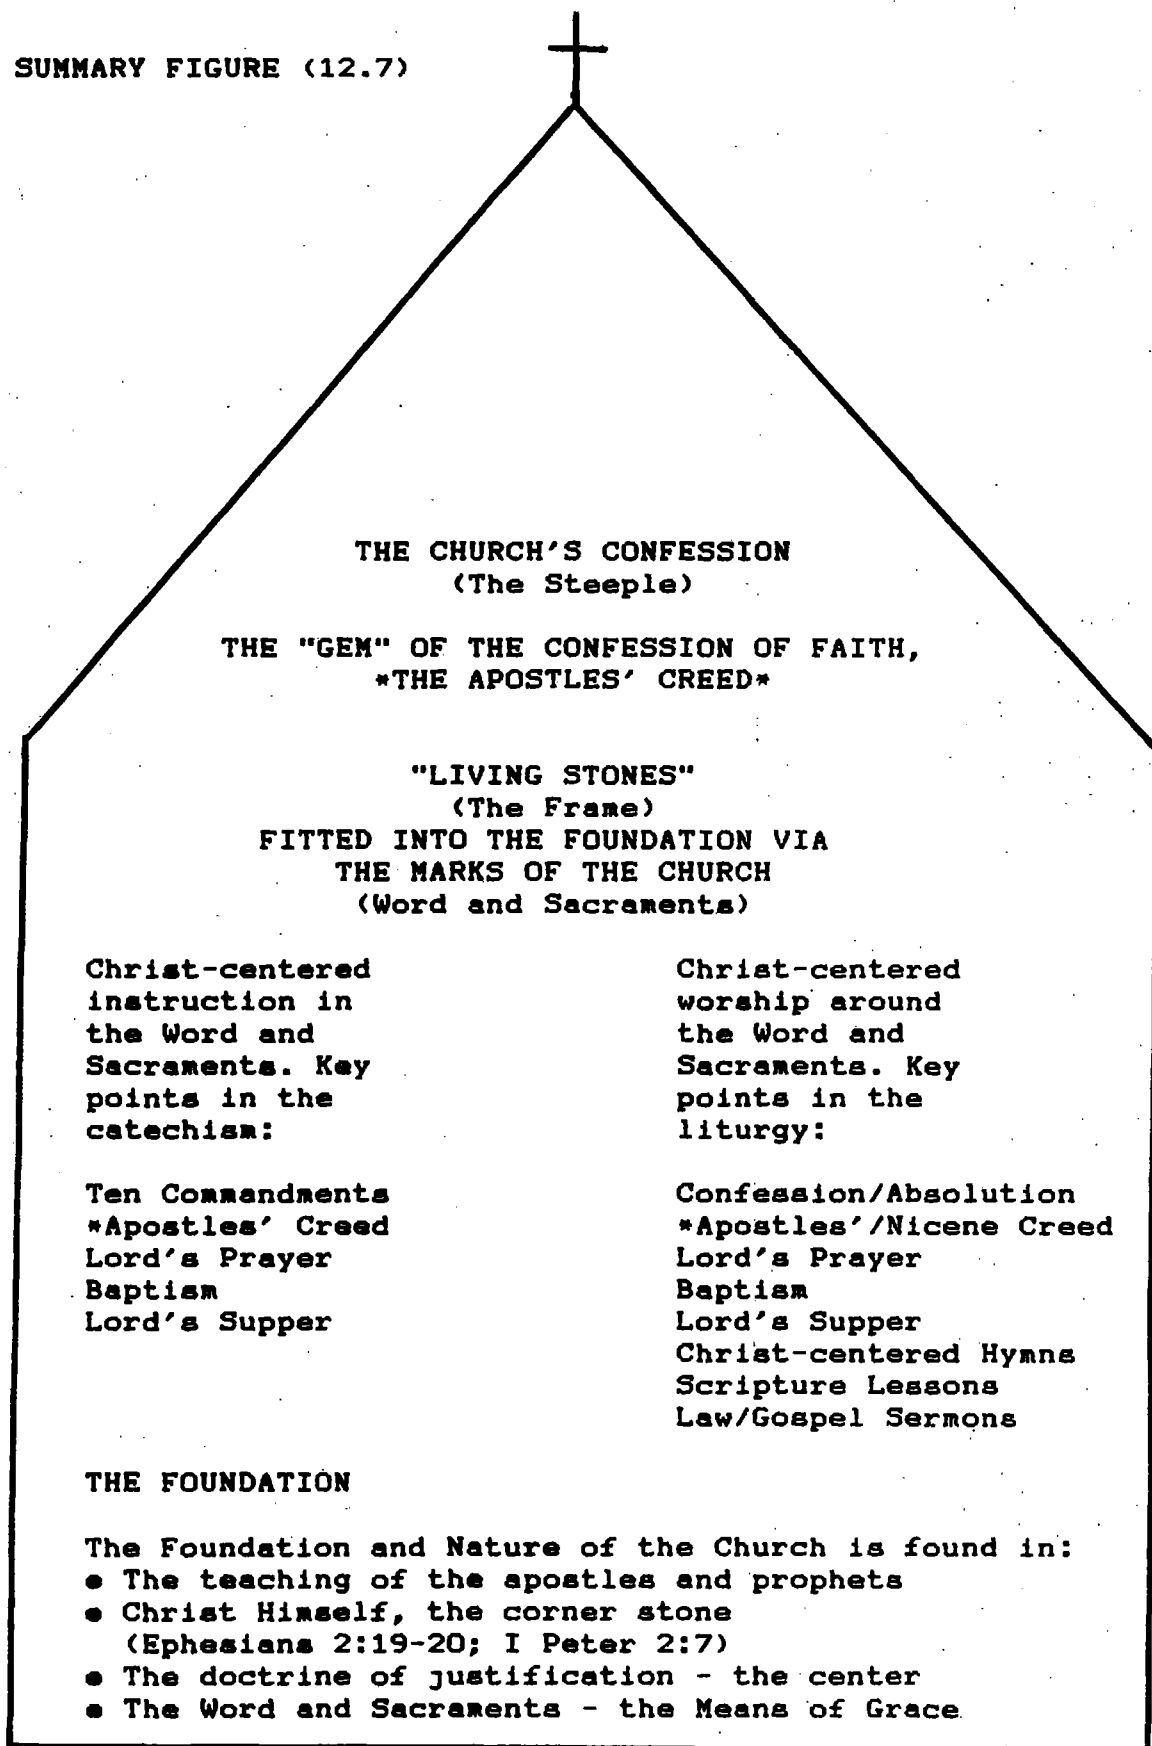 SUMMARY FIGURE (12.7)
THE CHURCH'S CONFESSION
(The Steeple)
THE "GEM" OF THE CONFESSION OF FAITH,
*THE APOSTLES' CREED*
"LIVING STONES"
(The Frame)
FITTED INTO THE FOUNDATION VIA
THE MARKS OF THE CHURCH
(Word and Sacraments)
Christ-centered
instruction in
the Word and
Sacraments. Key
points in the
catechism:
Ten Commandments
*Apostles' Creed
Lord's Prayer
Baptism
Lord's Supper
Christ-centered
worship around
the Word and
Sacraments. Key
points in the
liturgy:
Confession/Absolution
*Apostles'/Nicene Creed
Lord's Prayer
Baptism
Lord's Supper
Christ-centered Hymns
Scripture Lessons
Law/Gospel Sermons
THE FOUNDATION
The Foundation and Nature of the Church is found in:
• The teaching of the apostles and prophets
• Christ Himself, the corner stone
(Ephesians 2:19-20; I Peter 2:7)
• The doctrine of justification - the center
• The Word and Sacraments - the Means of Grace